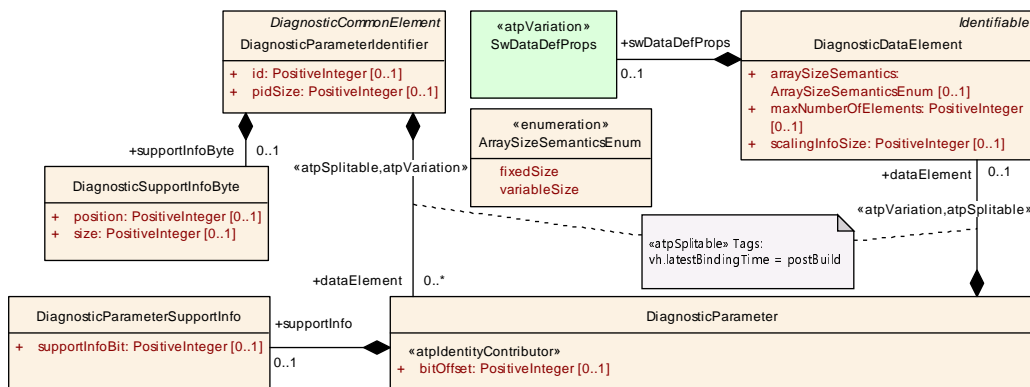 DiagnosticCommonElement
DiagnosticParameterIdentifier
+ id: PositiveInteger [0..1]
+ pidSize: PositiveInteger [0..1]
«atpVariation»
SwDataDefProps
+swDataDefProps
0..1
Identifiable
DiagnosticDataElement
+ arraySizeSemantics:
ArraySizeSemanticsEnum [0..1]
+ maxNumberOfElements: PositiveInteger
[0..1]
+ scalingInfoSize: PositiveInteger [0..1]
«enumeration»
ArraySizeSemanticsEnum
fixedSize
variableSize
+supportInfoByte
0..1
«atpSplitable,atpVariation»
DiagnosticSupportInfoByte
+ position: PositiveInteger [0..1]
+ size: PositiveInteger [0..1]
+dataElement
0..1
«atpVariation,atpSplitable»
«atpSplitable» Tags:
vh.latestBindingTime = postBuild
+dataElement
0..*
DiagnosticParameterSupportInfo
+ supportInfoBit: PositiveInteger [0..1]
+supportInfo
0..1
DiagnosticParameter
«atpIdentityContributor»
+ bitOffset: PositiveInteger [0..1]